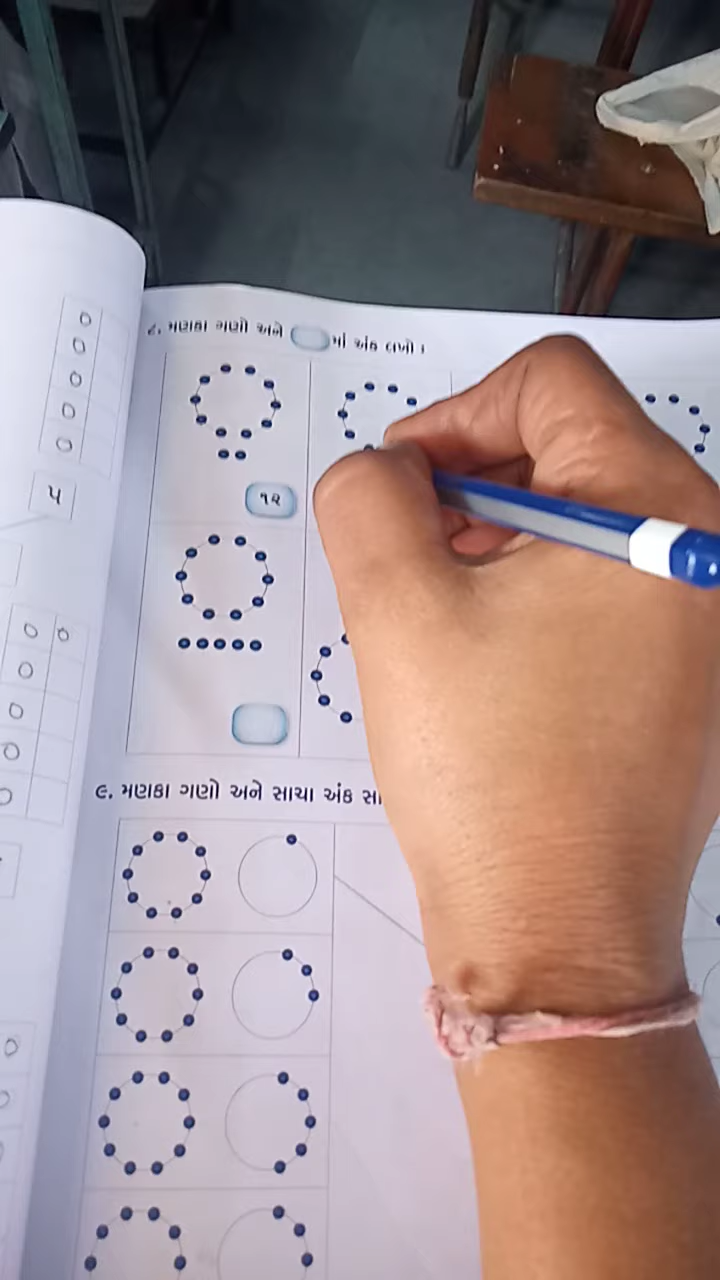 ૮. મણકા ગણો અને માં અંક લખો :
૧૨
૫
૯. મણકા ગણો અને સાચા અંક સા